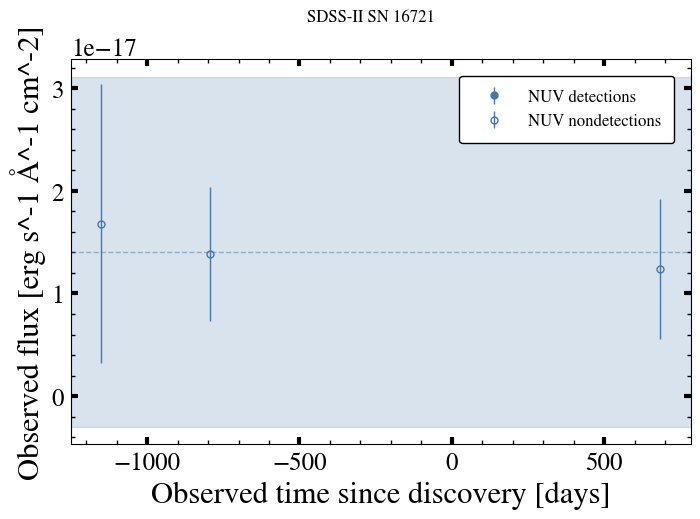 SDSS-II SN 16721
1e−17
Observed flux [erg s^-1 Å^-1 cm^-2]
3
2
1
0
NUV detections
NUV nondetections
−1000
−500
0
500
Observed time since discovery [days]